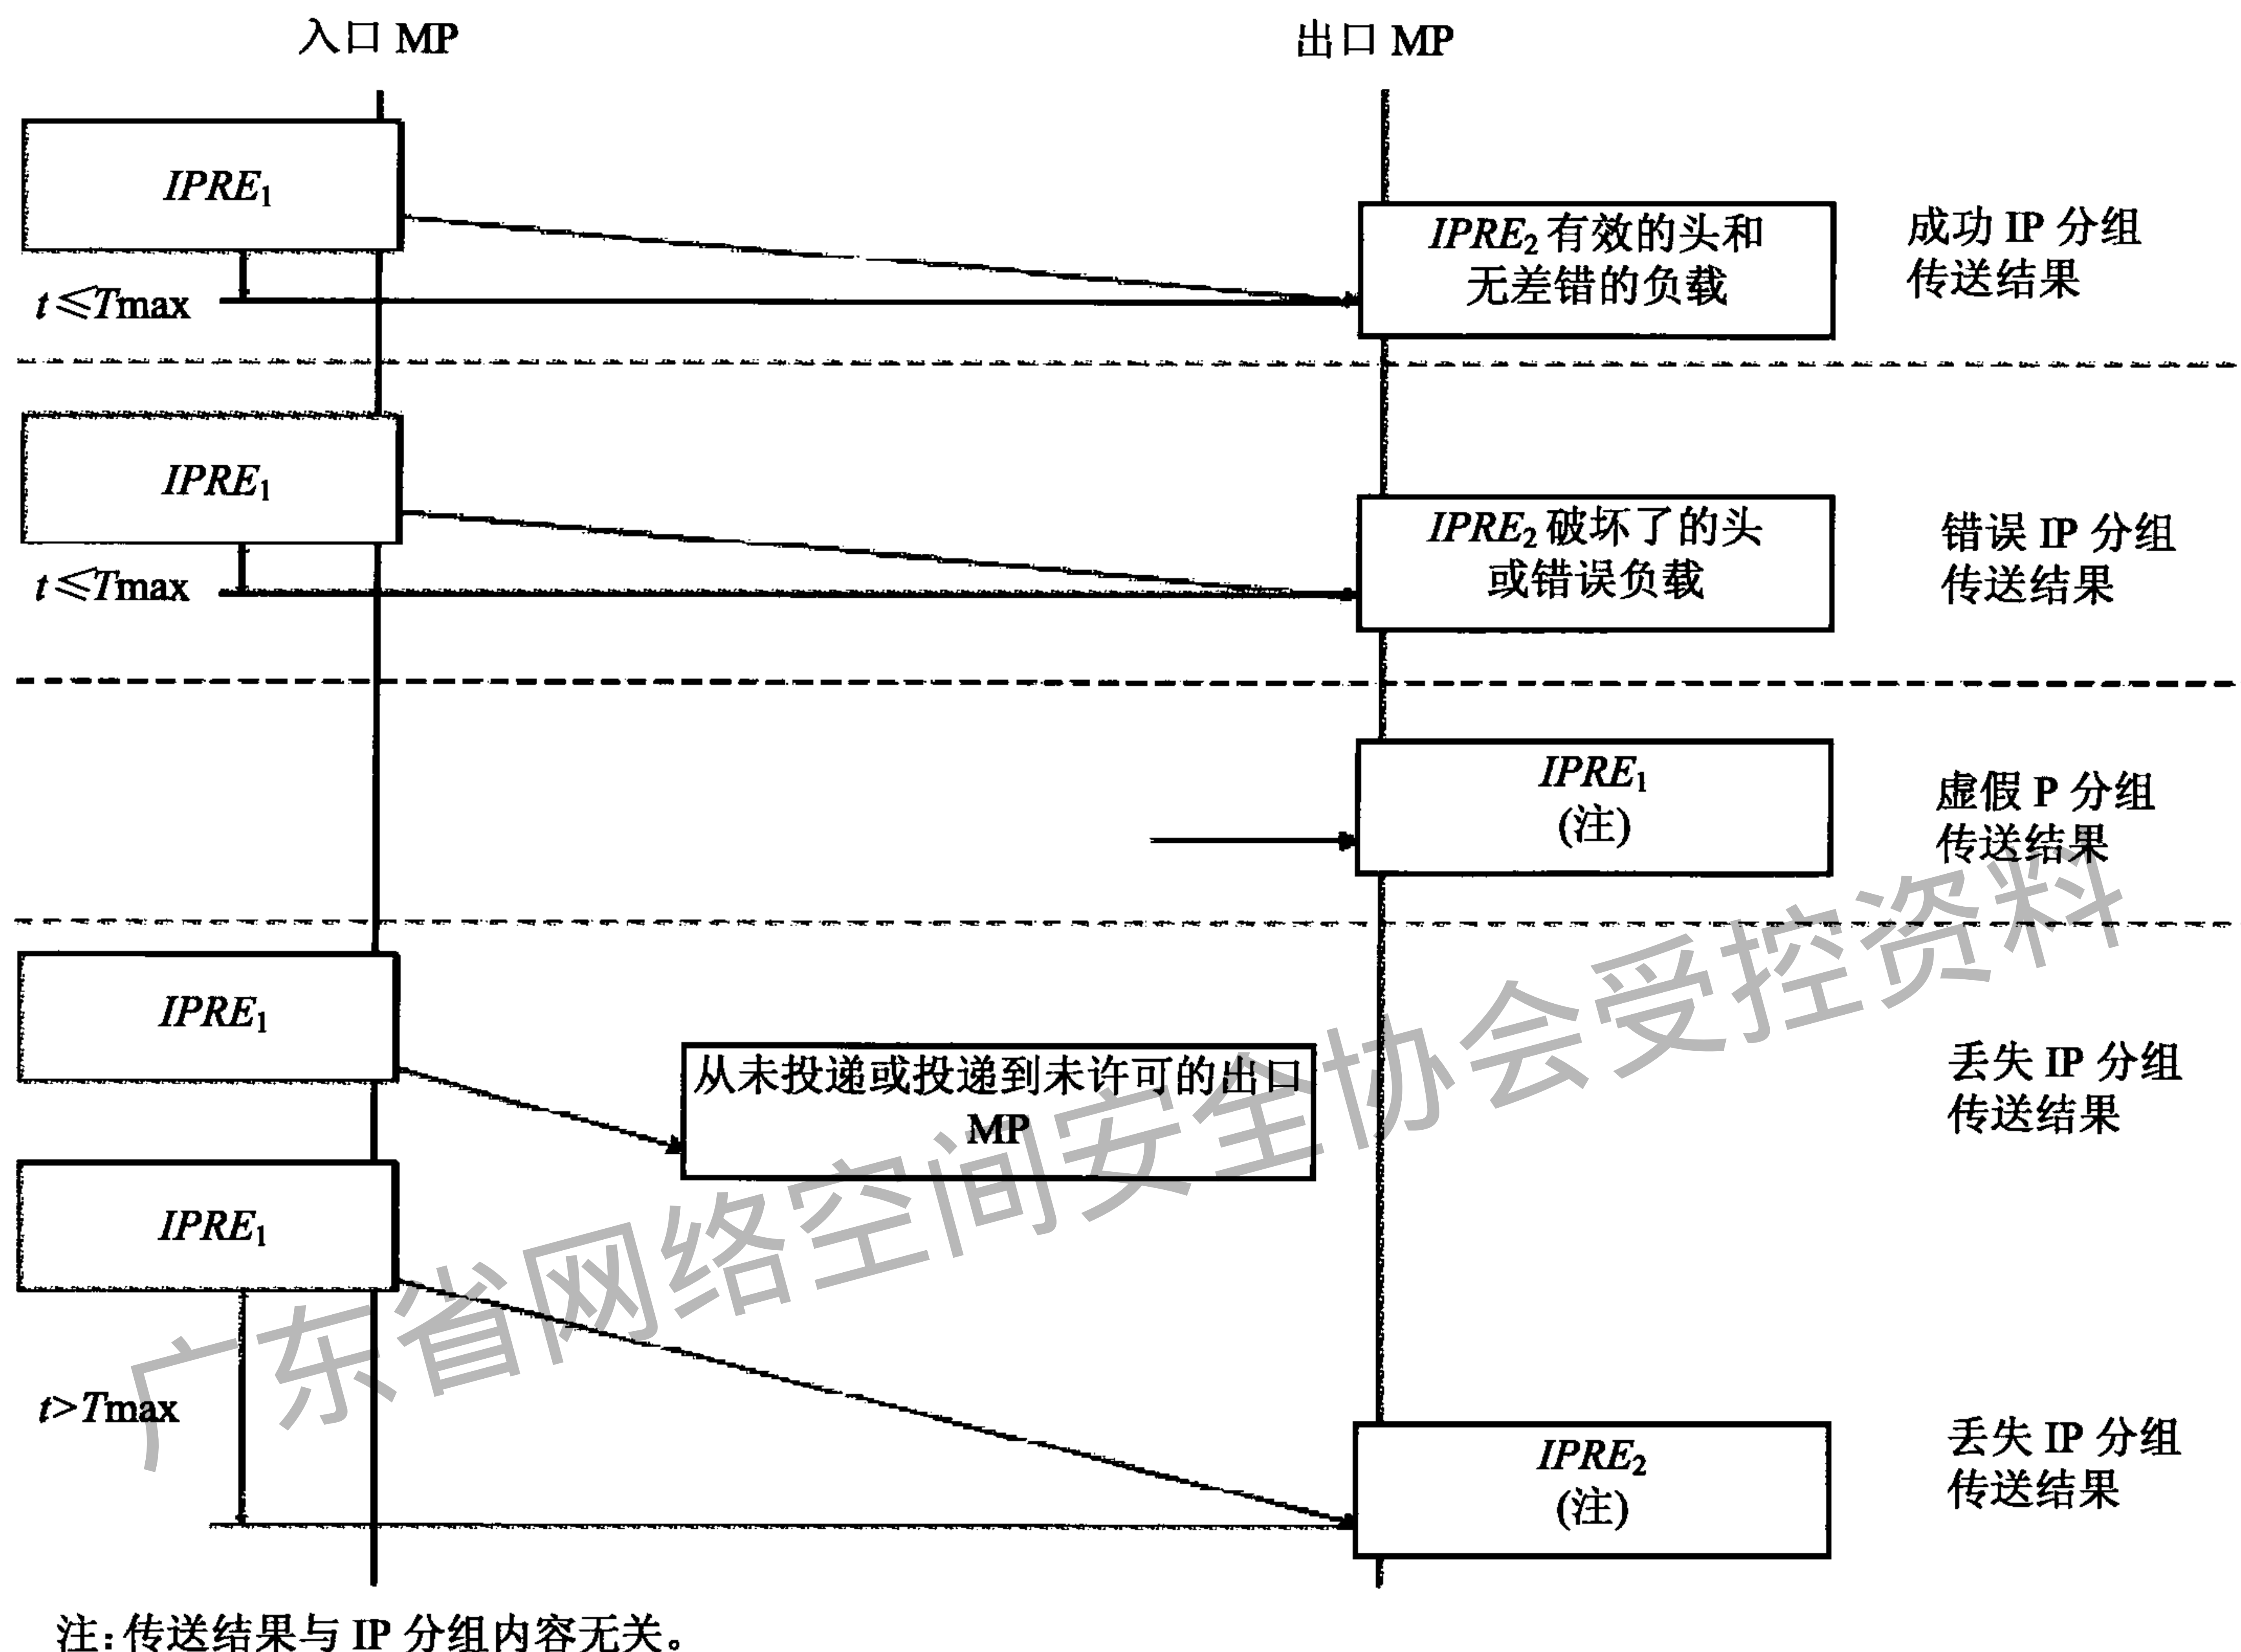 入口 MP
出口 MP
IPRE₁
IPRE₂ 有效的头和
无差错的负载
成功 IP 分组
传送结果
t≤Tmax
IPRE₁
IPRE₂ 破坏了的头
或错误负载
错误 IP 分组
传送结果
t≤Tmax
IPRE₁
(注)
虚假 P 分组
传送结果
IPRE₁
从未投递或投递到未许可的出口
MP
丢失 IP 分组
传送结果
IPRE₁
t>Tmax
IPRE₂
(注)
丢失 IP 分组
传送结果
注:传送结果与 IP 分组内容无关。
广东省网络空间安全协会受控资料